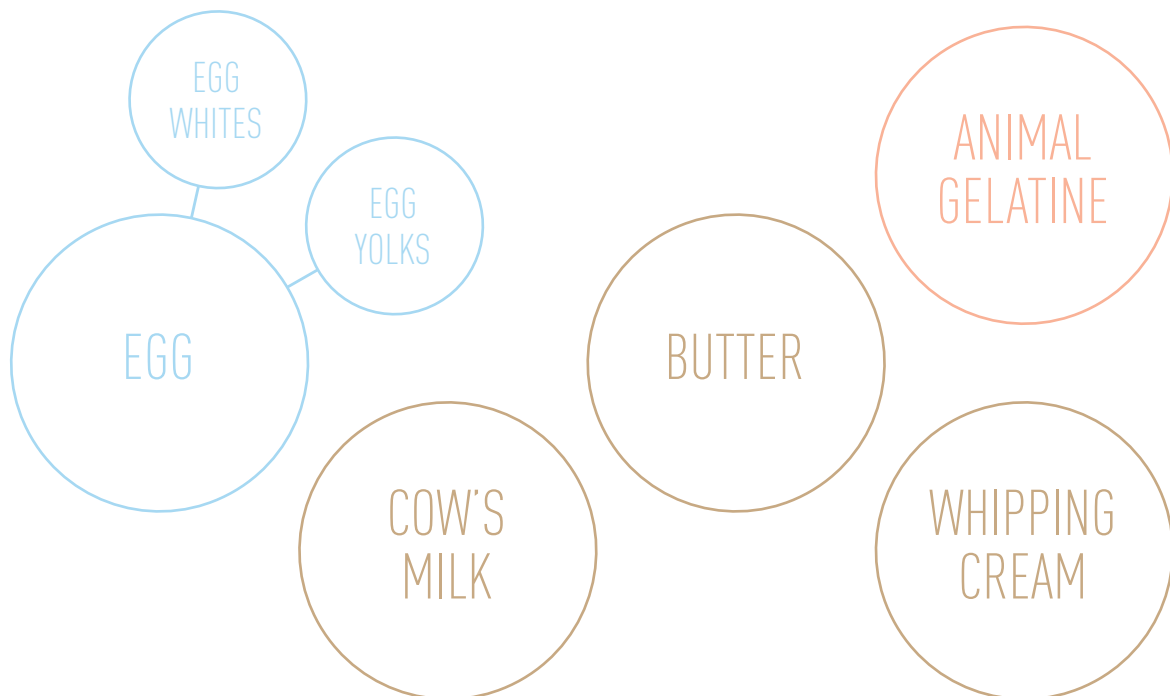 EGG
WHITES
EGG
YOLKS
EGG
ANIMAL
GELATINE
BUTTER
COW'S
MILK
WHIPPING
CREAM